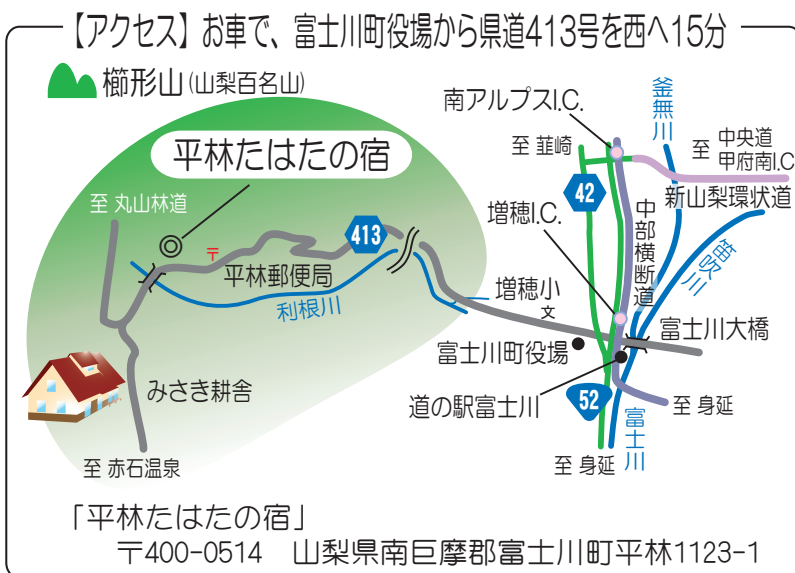 【アクセス】お車で、富士川町役場から県道413号を西へ15分
櫛形山(山梨百名山)
平林たはたの宿
至 丸山林道
〒
平林郵便局
413
利根川
みさき耕舎
至 赤石温泉
南アルプスI.C.
釜無川
至 韮崎
至 中央道
甲府南I.C
新山梨環状道
42
増穂I.C.
中部横断道
笛吹川
増穂小
文
富士川大橋
富士川町役場
道の駅富士川
52
至 身延
富士川
至 身延
「平林たはたの宿」
〒400-0514 山梨県南巨摩郡富士川町平林1123-1